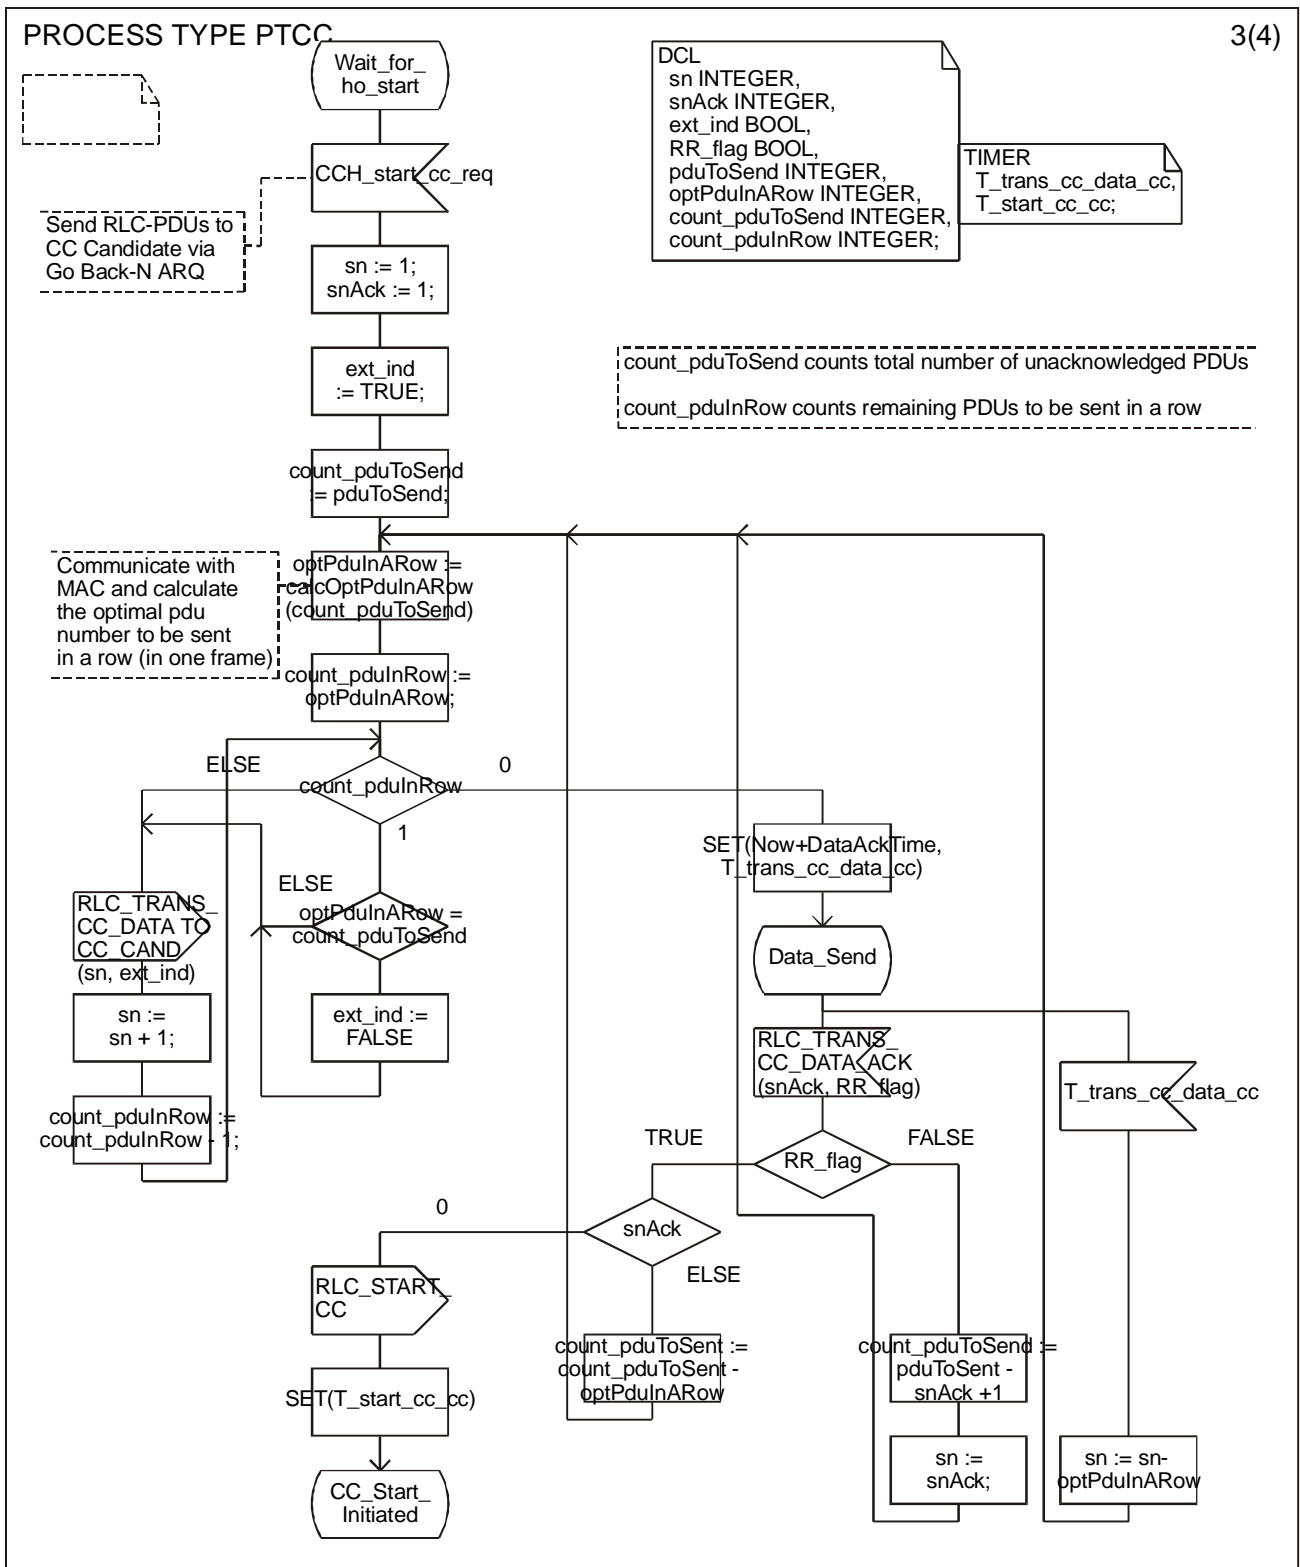 PROCESS TYPE PTCC
3(4)
Wait_for_
ho_start
DCL
sn INTEGER,
snAck INTEGER,
ext_ind BOOL,
RR_flag BOOL,
pduToSend INTEGER,
optPduInARow INTEGER,
count_pduToSend INTEGER,
count_pduInRow INTEGER;
TIMER
T_trans_cc_data_cc,
T_start_cc_cc;
CCH_start_cc_req
Send RLC-PDUs to
CC Candidate via
Go Back-N ARQ
sn := 1;
snAck := 1;
ext_ind
:= TRUE;
count_pduToSend counts total number of unacknowledged PDUs
count_pduInRow counts remaining PDUs to be sent in a row
count_pduToSend
:= pduToSend;
Communicate with
MAC and calculate
the optimal pdu
number to be sent
in a row (in one frame)
optPduInARow :=
calcOptPduInARow
(count_pduToSend)
count_pduInRow :=
optPduInARow;
ELSE
count_pduInRow
0
1
SET(Now+DataAckTime,
T_trans_cc_data_cc)
ELSE
optPduInARow =
count_pduToSend
RLC_TRANS_
CC_DATA TO
CC_CAND
(sn, ext_ind)
Data_Send
sn :=
sn + 1;
ext_ind :=
FALSE
RLC_TRANS_
CC_DATA_ACK
(snAck, RR_flag)
T_trans_cc_data_cc
count_pduInRow :=
count_pduInRow - 1;
TRUE
RR_flag
FALSE
0
snAck
ELSE
RLC_START_
CC
count_pduToSent :=
count_pduToSent -
optPduInARow
count_pduToSend :=
pduToSent -
snAck +1
SET(T_start_cc_cc)
sn :=
snAck;
sn := sn-
optPduInARow
CC_Start_
Initiated